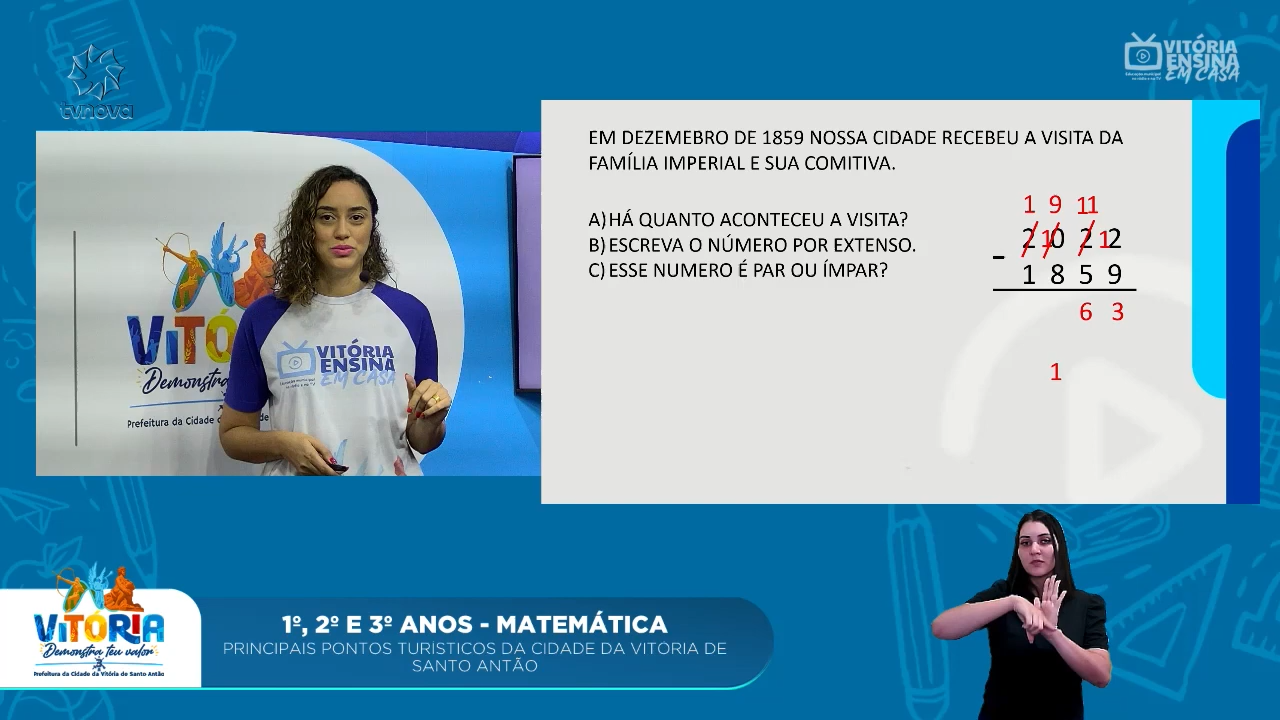 tvnova
VITÓRIA
ENSINA
EM CASA
EM DEZEMEBRO DE 1859 NOSSA CIDADE RECEBEU A VISITA DA
FAMÍLIA IMPERIAL E SUA COMITIVA.
A) HÁ QUANTO ACONTECEU A VISITA?
B) ESCREVA O NÚMERO POR EXTENSO.
C) ESSE NUMERO É PAR OU ÍMPAR?
1 9 11
2 1 0 2 1 2
-
1 8 5 9
6 3
1
VITÓ
Demonstra
Prefeitura da Cidade
VITÓRIA
ENSINA
EM CASA
1º, 2º E 3º ANOS - MATEMÁTICA
PRINCIPAIS PONTOS TURÍSTICOS DA CIDADE DA VITÓRIA DE
SANTO ANTÃO
VITÓRIA
Demonstra teu valor
Prefeitura da Cidade da Vitória de Santo Antão